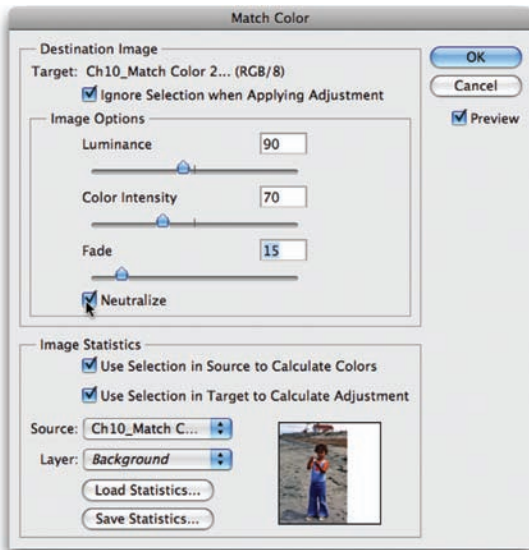 Match Color
Destination Image
Target: Ch10_Match Color 2... (RGB/8)
Ignore Selection when Applying Adjustment
Image Options
Luminance 90
Color Intensity 70
Fade 15
Neutralize
OK
Cancel
Preview
Image Statistics
Use Selection in Source to Calculate Colors
Use Selection in Target to Calculate Adjustment
Source: Ch10_Match C...
Layer: Background
Load Statistics...
Save Statistics...